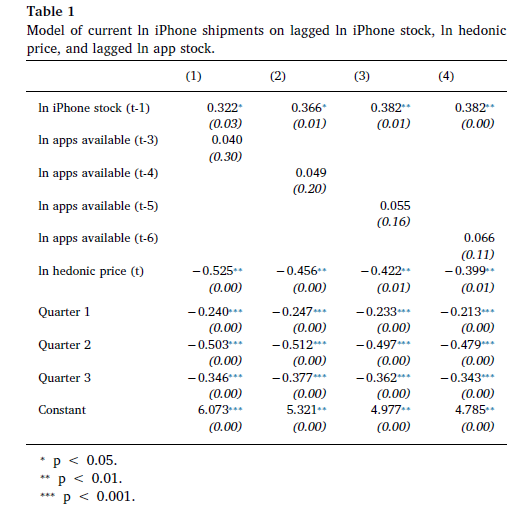 Table 1
Model of current ln iPhone shipments on lagged ln iPhone stock, ln hedonic
price, and lagged ln app stock.
(1) (2) (3) (4)
ln iPhone stock (t-1) 0.322* 0.366* 0.382** 0.382**
(0.03) (0.01) (0.01) (0.00)
ln apps available (t-3) 0.040
(0.30)
ln apps available (t-4) 0.049
(0.20)
ln apps available (t-5) 0.055
(0.16)
ln apps available (t-6) 0.066
(0.11)
ln hedonic price (t) −0.525** −0.456** −0.422** −0.399**
(0.00) (0.00) (0.01) (0.01)
Quarter 1 −0.240*** −0.247*** −0.233*** −0.213***
(0.00) (0.00) (0.00) (0.00)
Quarter 2 −0.503*** −0.512*** −0.497*** −0.479***
(0.00) (0.00) (0.00) (0.00)
Quarter 3 −0.346*** −0.377*** −0.362*** −0.343***
(0.00) (0.00) (0.00) (0.00)
Constant 6.073*** 5.321** 4.977** 4.785**
(0.00) (0.00) (0.00) (0.00)
* p < 0.05.
** p < 0.01.
*** p < 0.001.